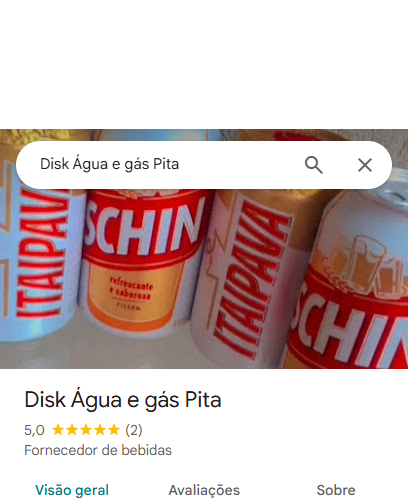 Disk Água e gás Pita
ITAIPAVA
SCHIN
refrescante
e saborosa
PILSEN
ITAIPAVA
SCHIN
Disk Água e gás Pita
5,0 (2)
Fornecedor de bebidas
Visão geral Avaliações Sobre